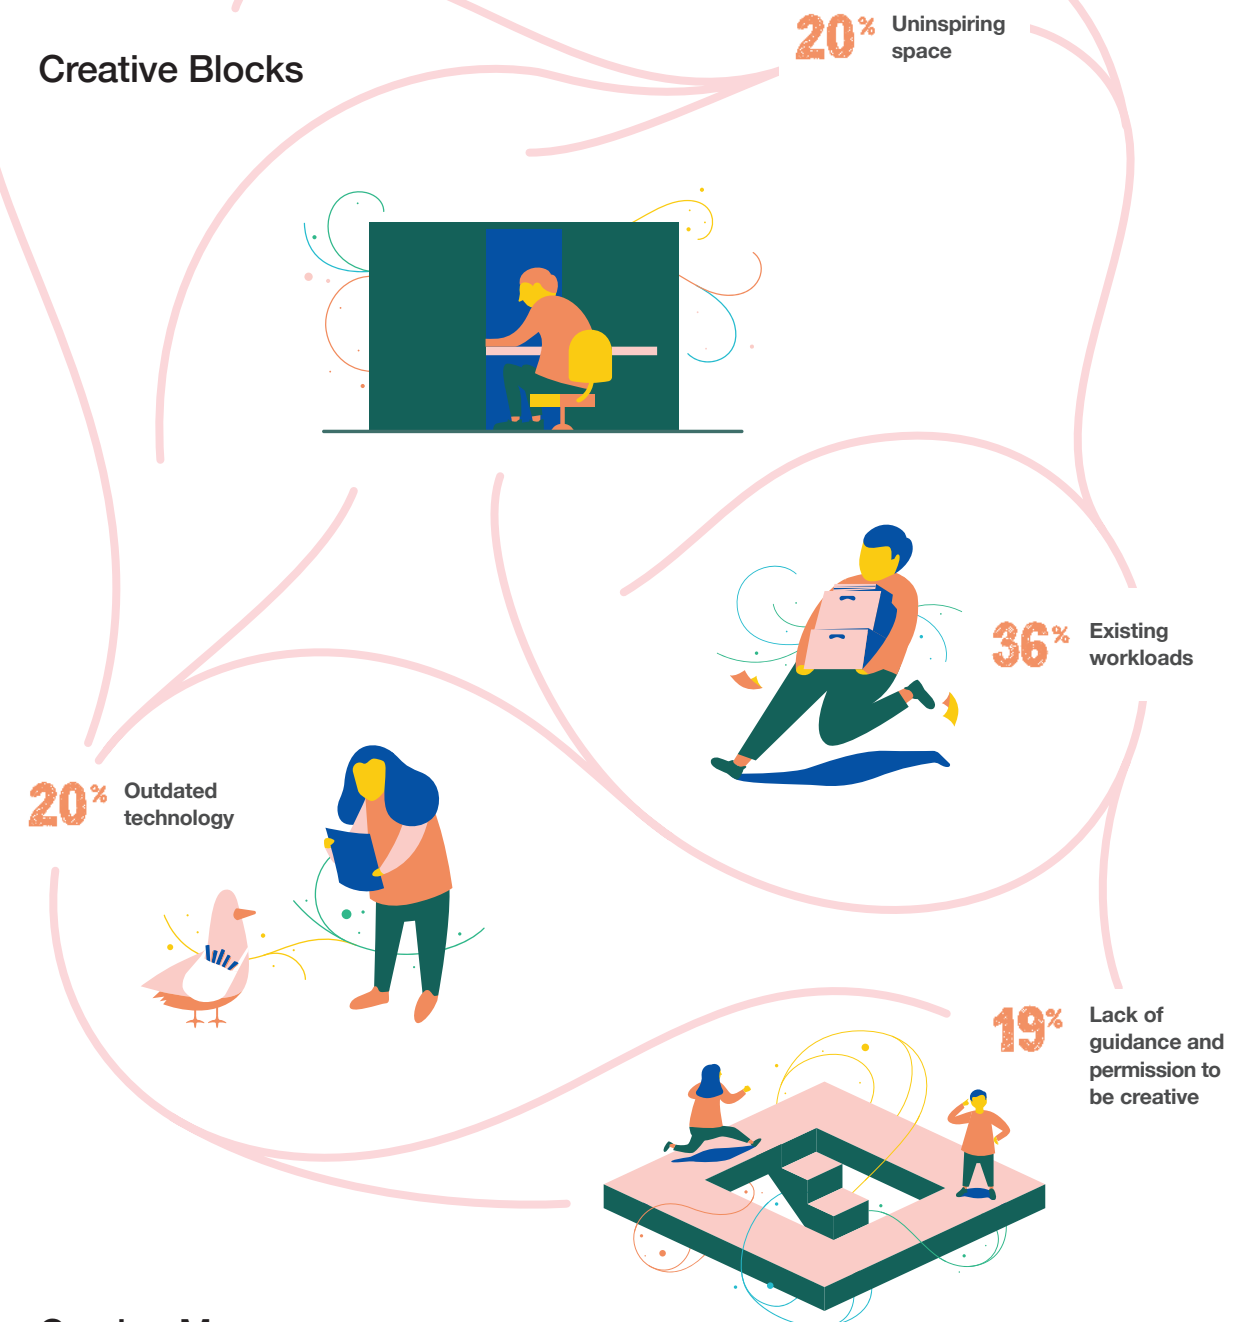 Creative Blocks
20% Uninspiring
space
36% Existing
workloads
20% Outdated
technology
19% Lack of
guidance and
permission to
be creative